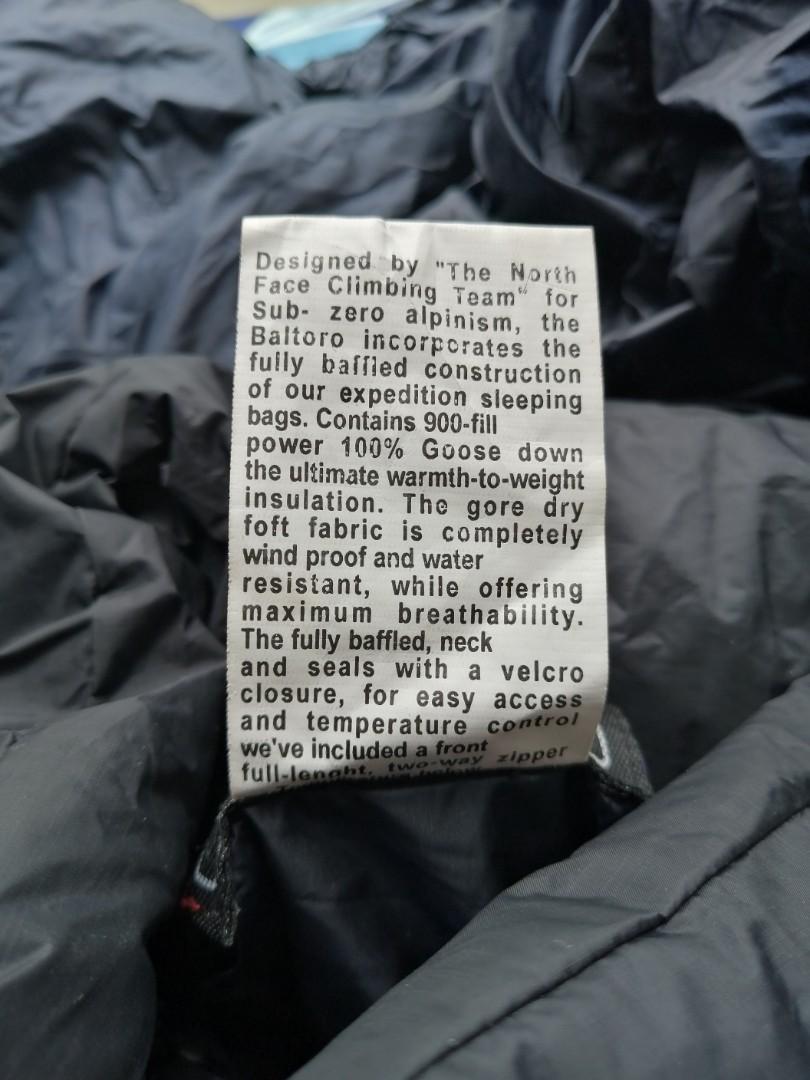 Designed by "The North
Face Climbing Team" for
Sub- zero alpinism, the
Baltoro incorporates the
fully baffled construction
of our expedition sleeping
bags. Contains 900-fill
power 100% Goose down
the ultimate warmth-to-weight
insulation. The gore dry
foft fabric is completely
wind proof and water
resistant, while offering
maximum breathability.
The fully baffled, neck
and seals with a velcro
closure, for easy access
and temperature control
we've included a front
full-lenght, two-way zipper